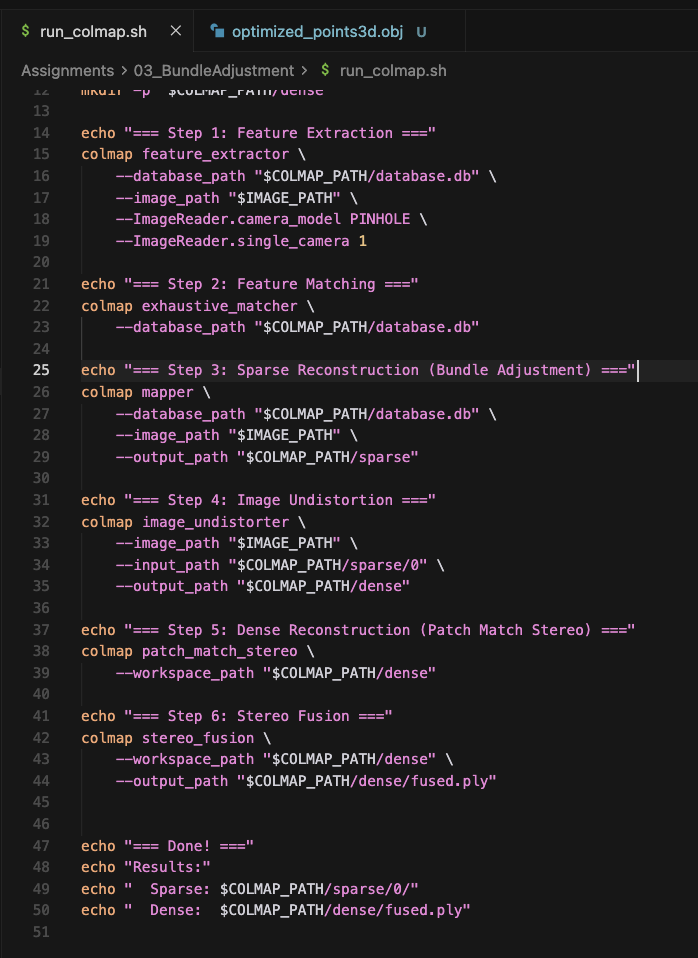 $ run_colmap.sh × optimized_points3d.obj U
Assignments > 03_BundleAdjustment > $ run_colmap.sh
12 mkdir -p "$COLMAP_PATH/dense"
13
14 echo "=== Step 1: Feature Extraction ==="
15 colmap feature_extractor \
16     --database_path "$COLMAP_PATH/database.db" \
17     --image_path "$IMAGE_PATH" \
18     --ImageReader.camera_model PINHOLE \
19     --ImageReader.single_camera 1
20
21 echo "=== Step 2: Feature Matching ==="
22 colmap exhaustive_matcher \
23     --database_path "$COLMAP_PATH/database.db"
24
25 echo "=== Step 3: Sparse Reconstruction (Bundle Adjustment) ==="
26 colmap mapper \
27     --database_path "$COLMAP_PATH/database.db" \
28     --image_path "$IMAGE_PATH" \
29     --output_path "$COLMAP_PATH/sparse"
30
31 echo "=== Step 4: Image Undistortion ==="
32 colmap image_undistorter \
33     --image_path "$IMAGE_PATH" \
34     --input_path "$COLMAP_PATH/sparse/0" \
35     --output_path "$COLMAP_PATH/dense"
36
37 echo "=== Step 5: Dense Reconstruction (Patch Match Stereo) ==="
38 colmap patch_match_stereo \
39     --workspace_path "$COLMAP_PATH/dense"
40
41 echo "=== Step 6: Stereo Fusion ==="
42 colmap stereo_fusion \
43     --workspace_path "$COLMAP_PATH/dense" \
44     --output_path "$COLMAP_PATH/dense/fused.ply"
45
46
47 echo "=== Done! ==="
48 echo "Results:"
49 echo "  Sparse: $COLMAP_PATH/sparse/0/"
50 echo "  Dense:  $COLMAP_PATH/dense/fused.ply"
51